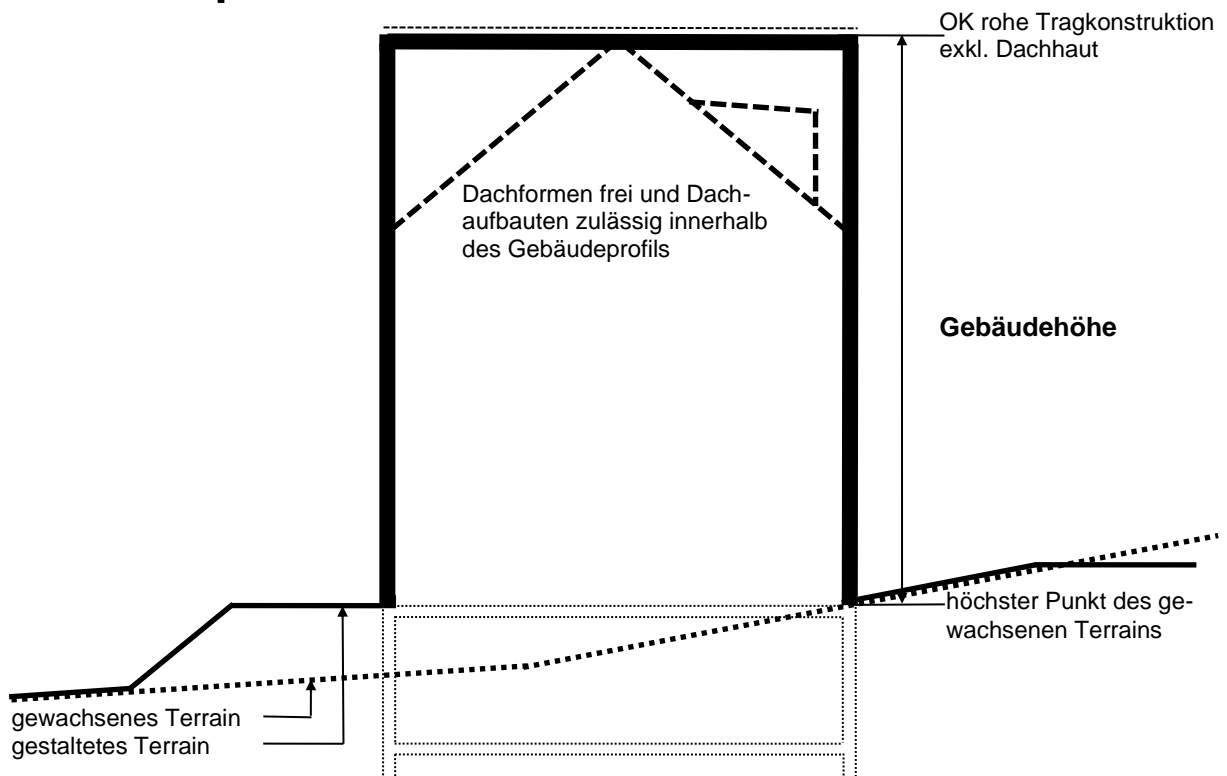 OK rohe Tragkonstruktion
exkl. Dachhaut
Dachformen frei und Dach-
aufbauten zulässig innerhalb
des Gebäudeprofils
Gebäudehöhe
höchster Punkt des ge-
wachsenen Terrains
gewachsenes Terrain
gestaltetes Terrain